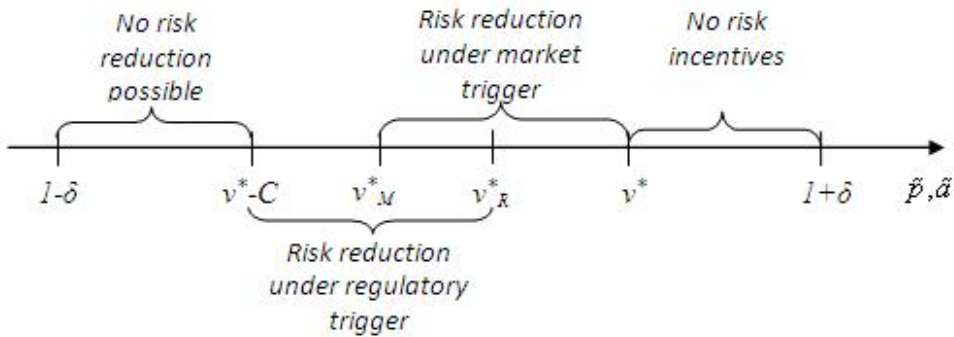 No risk
reduction
possible
Risk reduction
under market
trigger
No risk
incentives
1-δ
v*-C
v*M
v*R
v*
1+δ
p̃,ã
Risk reduction
under regulatory
trigger